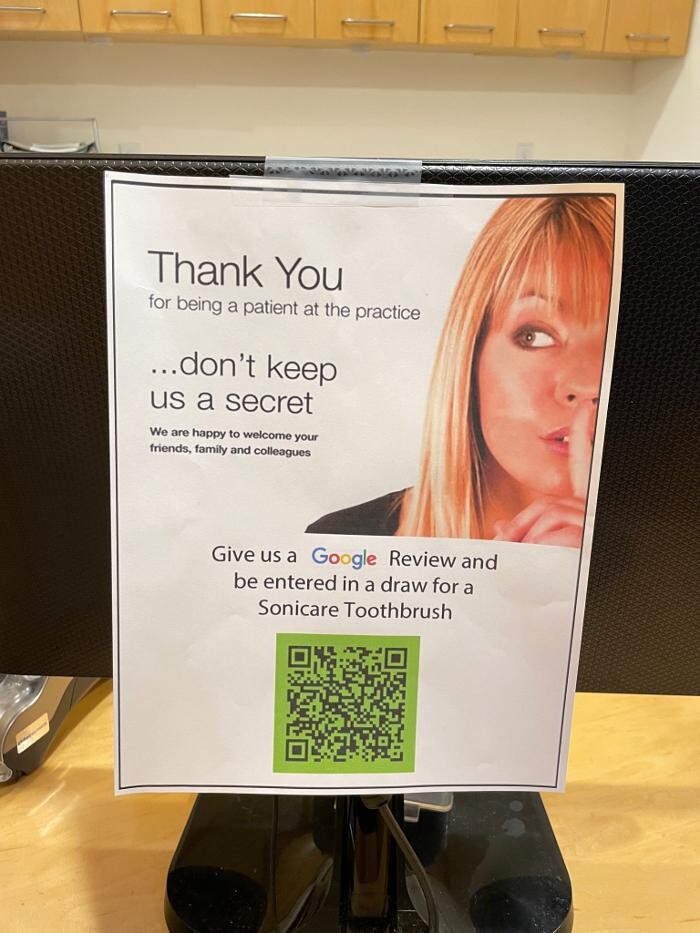 Thank You
for being a patient at the practice
...don't keep
us a secret
We are happy to welcome your
friends, family and colleagues
Give us a Google Review and
be entered in a draw for a
Sonicare Toothbrush